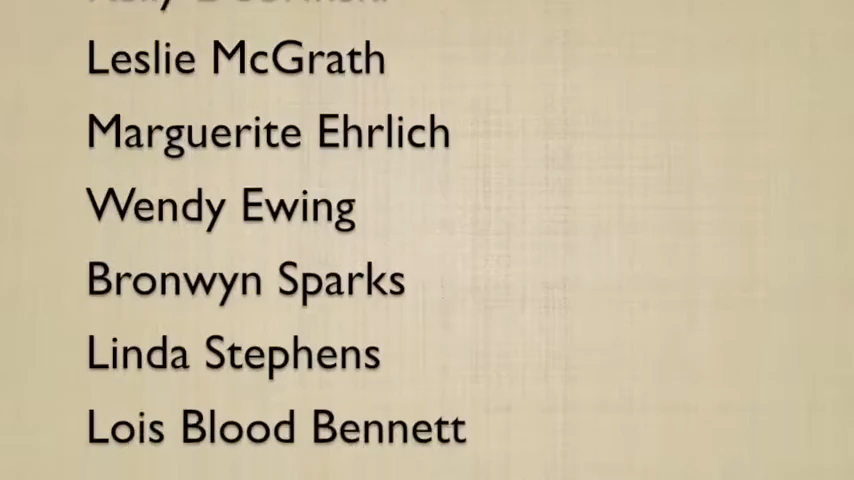 Leslie McGrath
Marguerite Ehrlich
Wendy Ewing
Bronwyn Sparks
Linda Stephens
Lois Blood Bennett